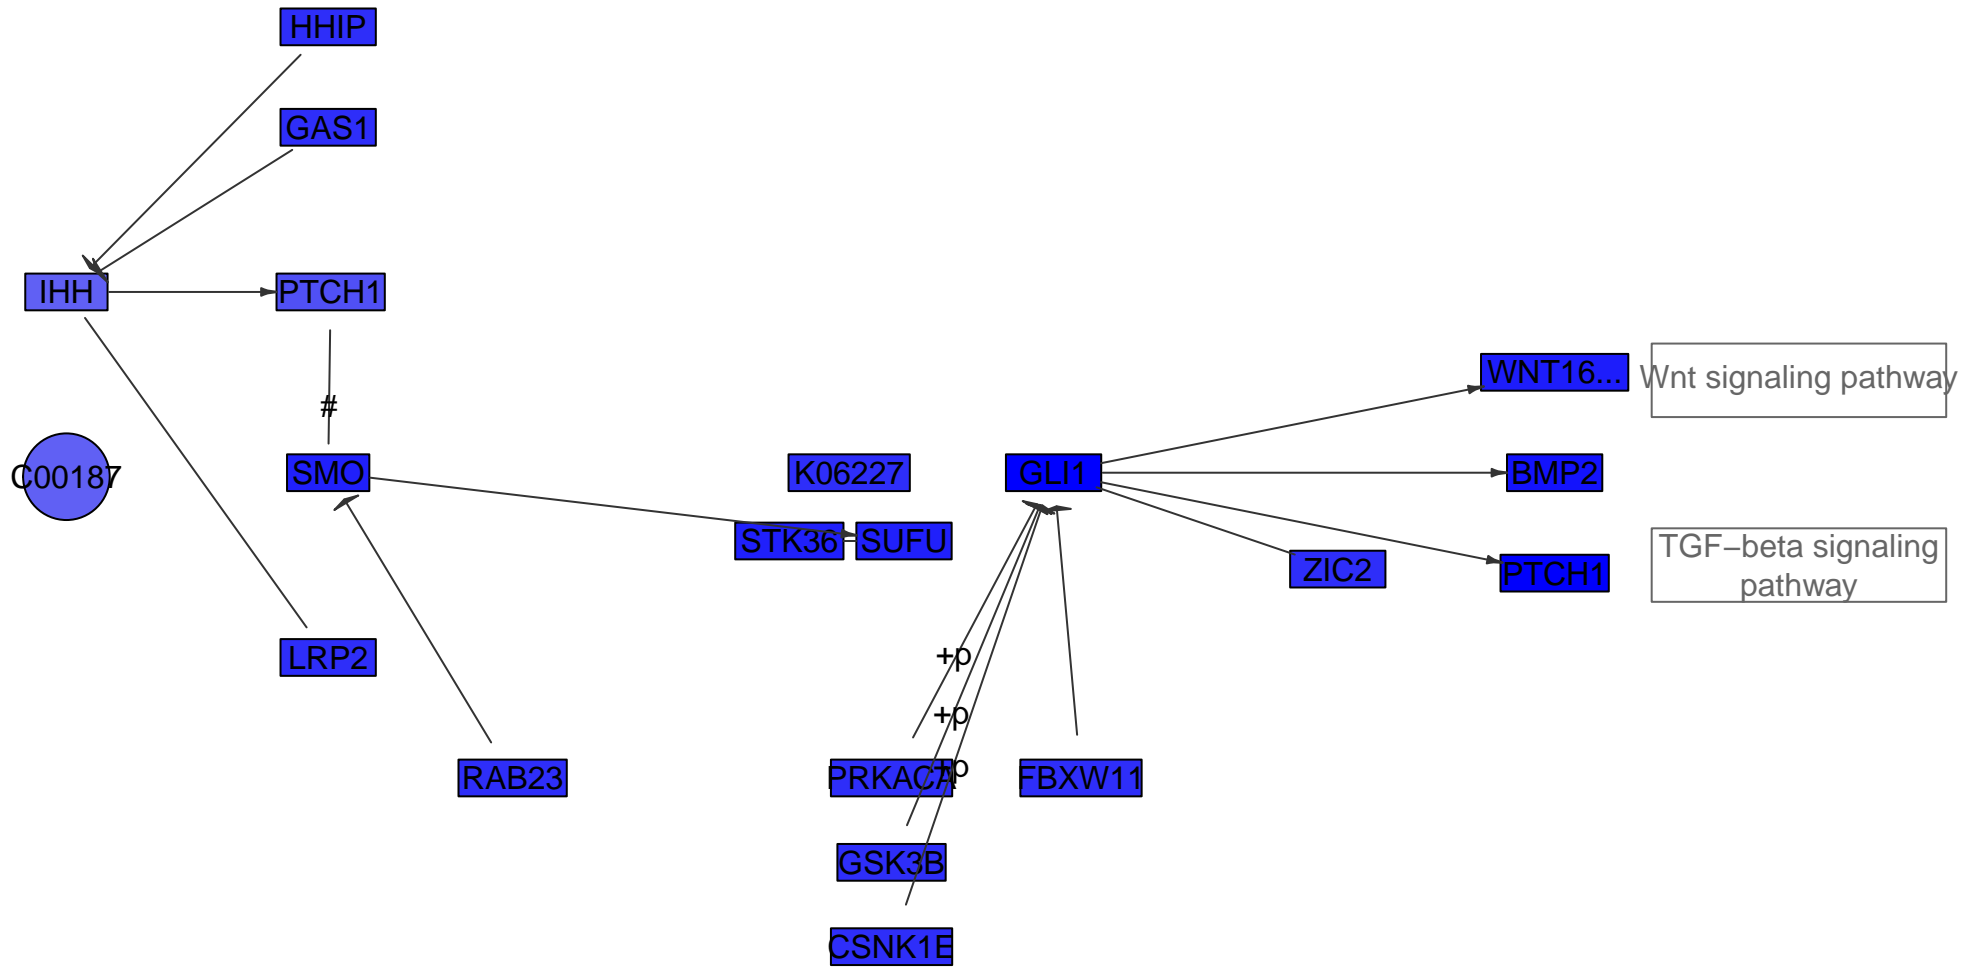 HHIP
GAS1
IHH
PTCH1
WNT16...
Wnt signaling pathway
#
C00187
SMO
K06227
GLI1
BMP2
STK36
SUFU
ZIC2
PTCH1
TGF−beta signaling
pathway
LRP2
+p
+p
+p
RAB23
PRKACA
FBXW11
GSK3B
CSNK1E